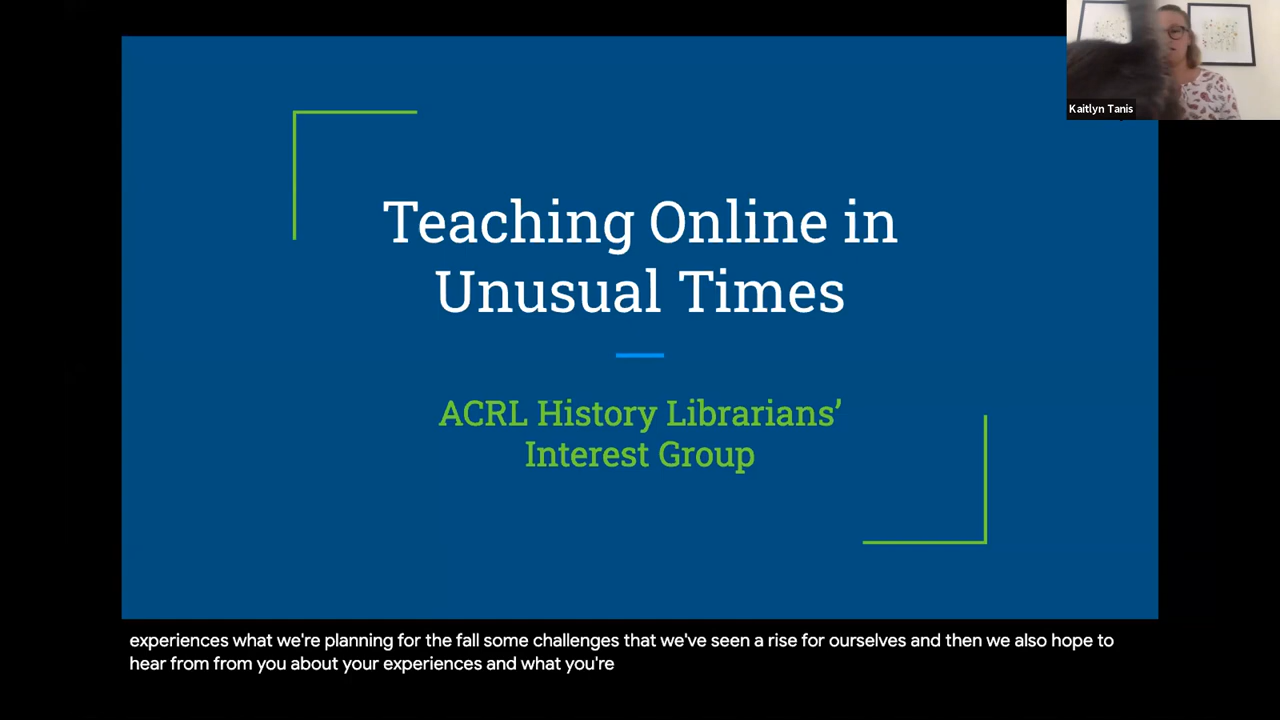 Kaitlyn Tanis
Teaching Online in
Unusual Times
ACRL History Librarians’
Interest Group
experiences what we're planning for the fall some challenges that we've seen a rise for ourselves and then we also hope to
hear from from you about your experiences and what you're